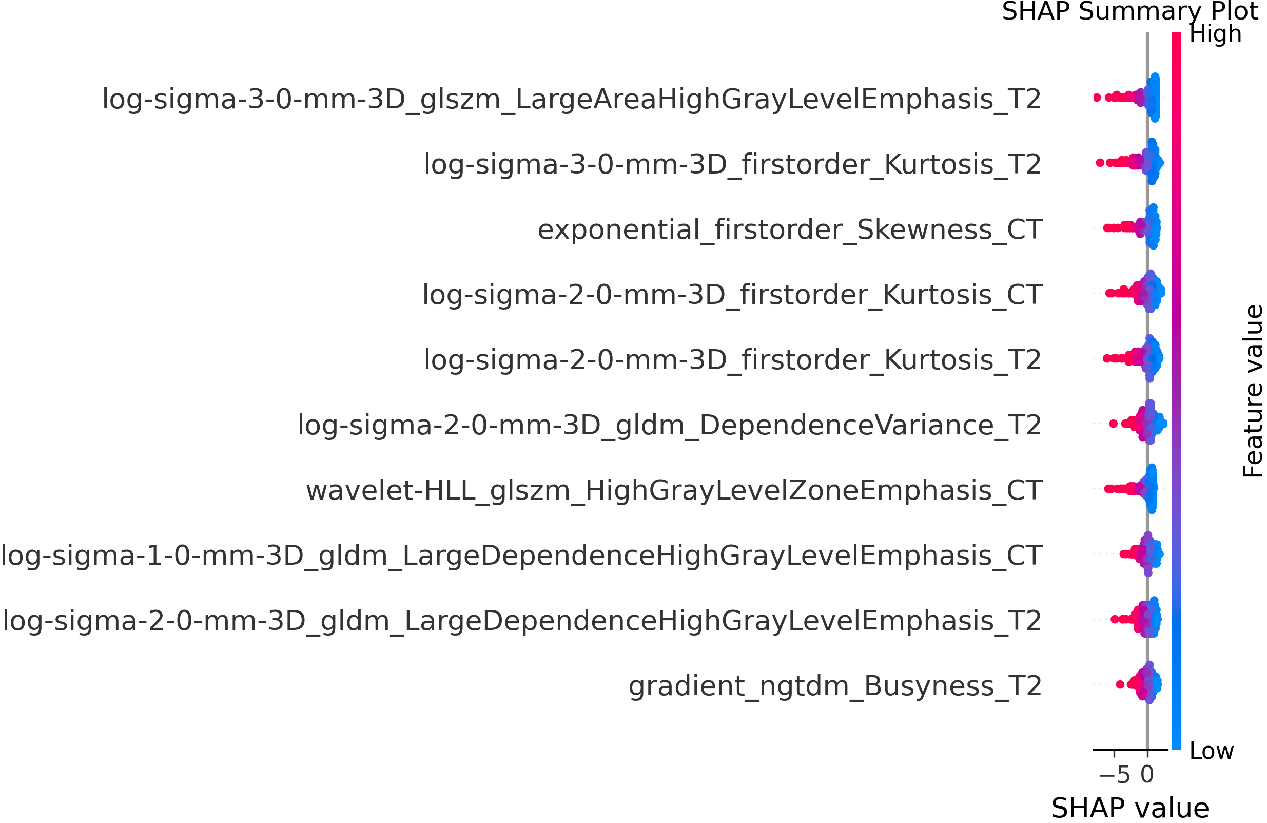 SHAP Summary Plot
High
log-sigma-3-0-mm-3D_glszm_LargeAreaHighGrayLevelEmphasis_T2
log-sigma-3-0-mm-3D_firstorder_Kurtosis_T2
exponential_firstorder_Skewness_CT
log-sigma-2-0-mm-3D_firstorder_Kurtosis_CT
log-sigma-2-0-mm-3D_firstorder_Kurtosis_T2
log-sigma-2-0-mm-3D_gldm_DependenceVariance_T2
wavelet-HLL_glszm_HighGrayLevelZoneEmphasis_CT
log-sigma-1-0-mm-3D_gldm_LargeDependenceHighGrayLevelEmphasis_CT
log-sigma-2-0-mm-3D_gldm_LargeDependenceHighGrayLevelEmphasis_T2
gradient_ngtdm_Busyness_T2
Feature value
Low
−5 0
SHAP value